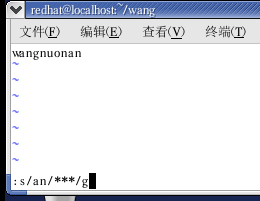 redhat@localhost:~/wang
文件(F) 编辑(E) 查看(V) 终端(T)
wangnuonan
~
~
~
~
~
~
~
:s/an/***/g